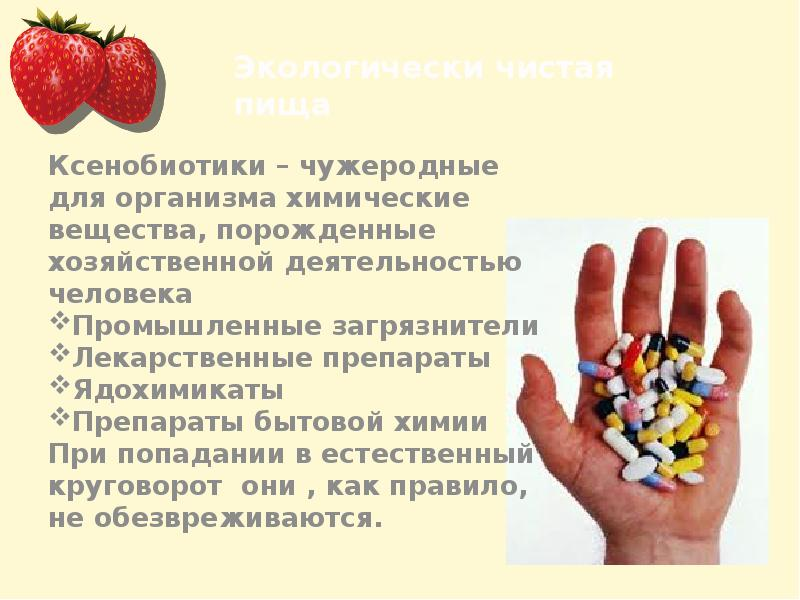 Экологически чистая
пища
Ксенобиотики – чужеродные
для организма химические
вещества, порожденные
хозяйственной деятельностью
человека
❖Промышленные загрязнители
❖Лекарственные препараты
❖Ядохимикаты
❖Препараты бытовой химии
При попадании в естественный
круговорот они , как правило,
не обезвреживаются.